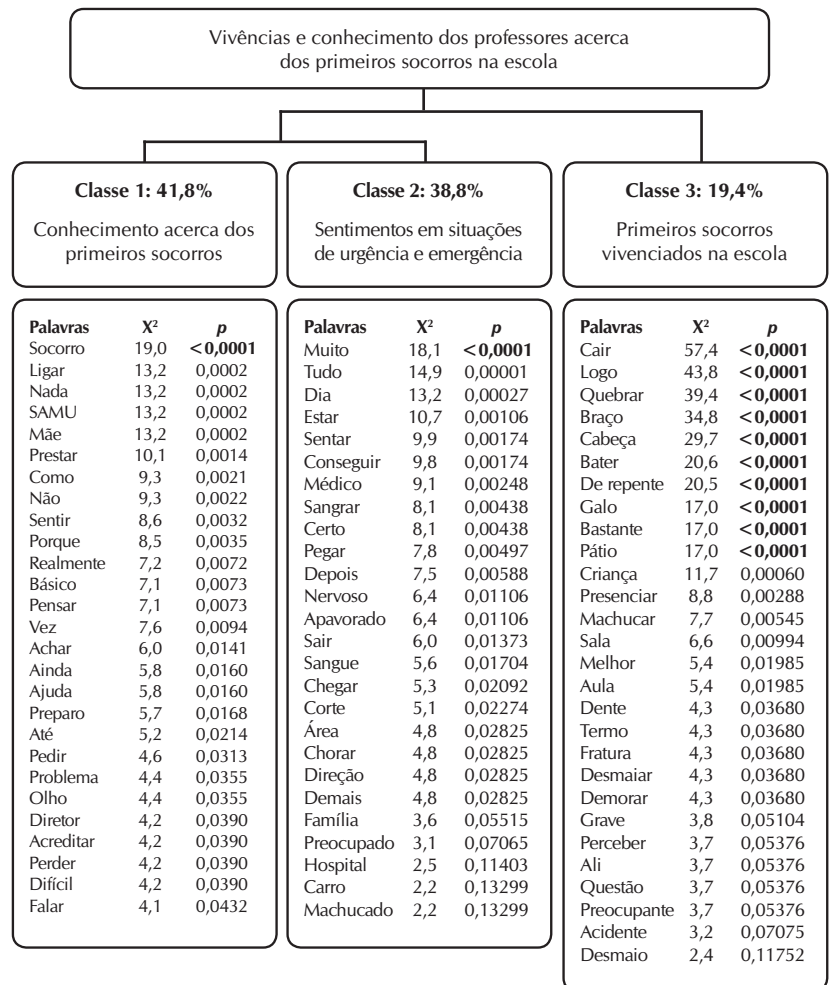 Vivências e conhecimento dos professores acerca
dos primeiros socorros na escola
Classe 1: 41,8%
Conhecimento acerca dos
primeiros socorros
Palavras X² p
Socorro 19,0 <0,0001
Ligar 13,2 0,0002
Nada 13,2 0,0002
SAMU 13,2 0,0002
Mãe 13,2 0,0002
Prestar 10,1 0,0014
Como 9,3 0,0021
Não 9,3 0,0022
Sentir 8,6 0,0032
Porque 8,5 0,0035
Realmente 7,2 0,0072
Básico 7,1 0,0073
Pensar 7,1 0,0073
Vez 7,6 0,0094
Achar 6,0 0,0141
Ainda 5,8 0,0160
Ajuda 5,8 0,0160
Preparo 5,7 0,0168
Até 5,2 0,0214
Pedir 4,6 0,0313
Problema 4,4 0,0355
Olho 4,4 0,0355
Diretor 4,2 0,0390
Acreditar 4,2 0,0390
Perder 4,2 0,0390
Difícil 4,2 0,0390
Falar 4,1 0,0432
Classe 2: 38,8%
Sentimentos em situações
de urgência e emergência
Palavras X² p
Muito 18,1 <0,0001
Tudo 14,9 0,00001
Dia 13,2 0,00027
Estar 10,7 0,00106
Sentar 9,9 0,00174
Conseguir 9,8 0,00174
Médico 9,1 0,00248
Sangrar 8,1 0,00438
Certo 8,1 0,00438
Pegar 7,8 0,00497
Depois 7,5 0,00588
Nervoso 6,4 0,01106
Apavorado 6,4 0,01106
Sair 6,0 0,01373
Sangue 5,6 0,01704
Chegar 5,3 0,02092
Corte 5,1 0,02274
Área 4,8 0,02825
Chorar 4,8 0,02825
Direção 4,8 0,02825
Demais 4,8 0,02825
Família 3,6 0,05515
Preocupado 3,1 0,07065
Hospital 2,5 0,11403
Carro 2,2 0,13299
Machucado 2,2 0,13299
Classe 3: 19,4%
Primeiros socorros
vivenciados na escola
Palavras X² p
Cair 57,4 <0,0001
Logo 43,8 <0,0001
Quebrar 39,4 <0,0001
Braço 34,8 <0,0001
Cabeça 29,7 <0,0001
Bater 20,6 <0,0001
De repente 20,5 <0,0001
Galo 17,0 <0,0001
Bastante 17,0 <0,0001
Pátio 17,0 <0,0001
Criança 11,7 0,00060
Presenciar 8,8 0,00288
Machucar 7,7 0,00545
Sala 6,6 0,00994
Melhor 5,4 0,01985
Aula 5,4 0,01985
Dente 4,3 0,03680
Termo 4,3 0,03680
Fratura 4,3 0,03680
Desmaiar 4,3 0,03680
Demorar 4,3 0,03680
Grave 3,8 0,05104
Perceber 3,7 0,05376
Ali 3,7 0,05376
Questão 3,7 0,05376
Preocupante 3,7 0,05376
Acidente 3,2 0,07075
Desmaio 2,4 0,11752